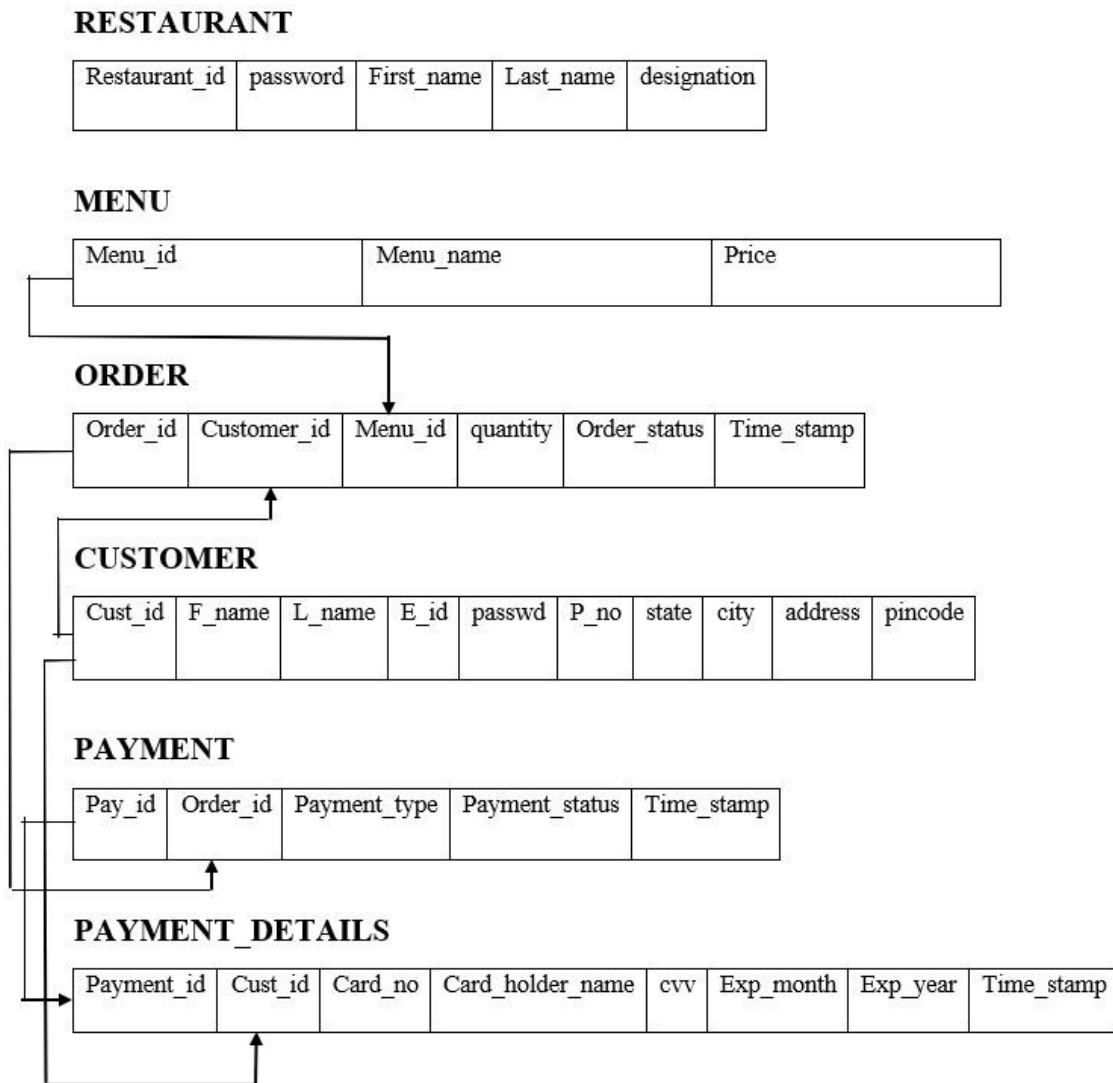 RESTAURANT
Restaurant_id password First_name Last_name designation
MENU
Menu_id Menu_name Price
ORDER
Order_id Customer_id Menu_id quantity Order_status Time_stamp
CUSTOMER
Cust_id F_name L_name E_id passwd P_no state city address pincode
PAYMENT
Pay_id Order_id Payment_type Payment_status Time_stamp
PAYMENT_DETAILS
Payment_id Cust_id Card_no Card_holder_name cvv Exp_month Exp_year Time_stamp